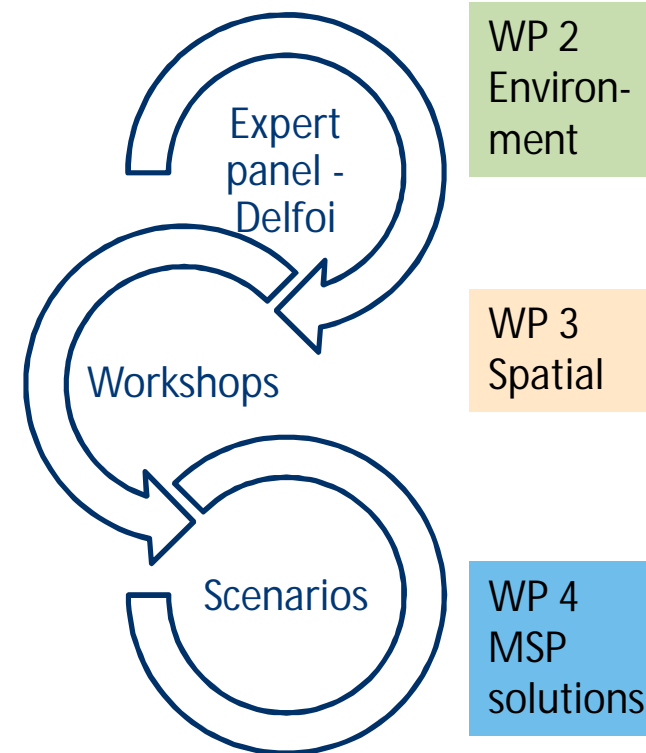 Expert
panel -
Delfoi
WP 2
Environ-
ment
Workshops
WP 3
Spatial
Scenarios
WP 4
MSP
solutions